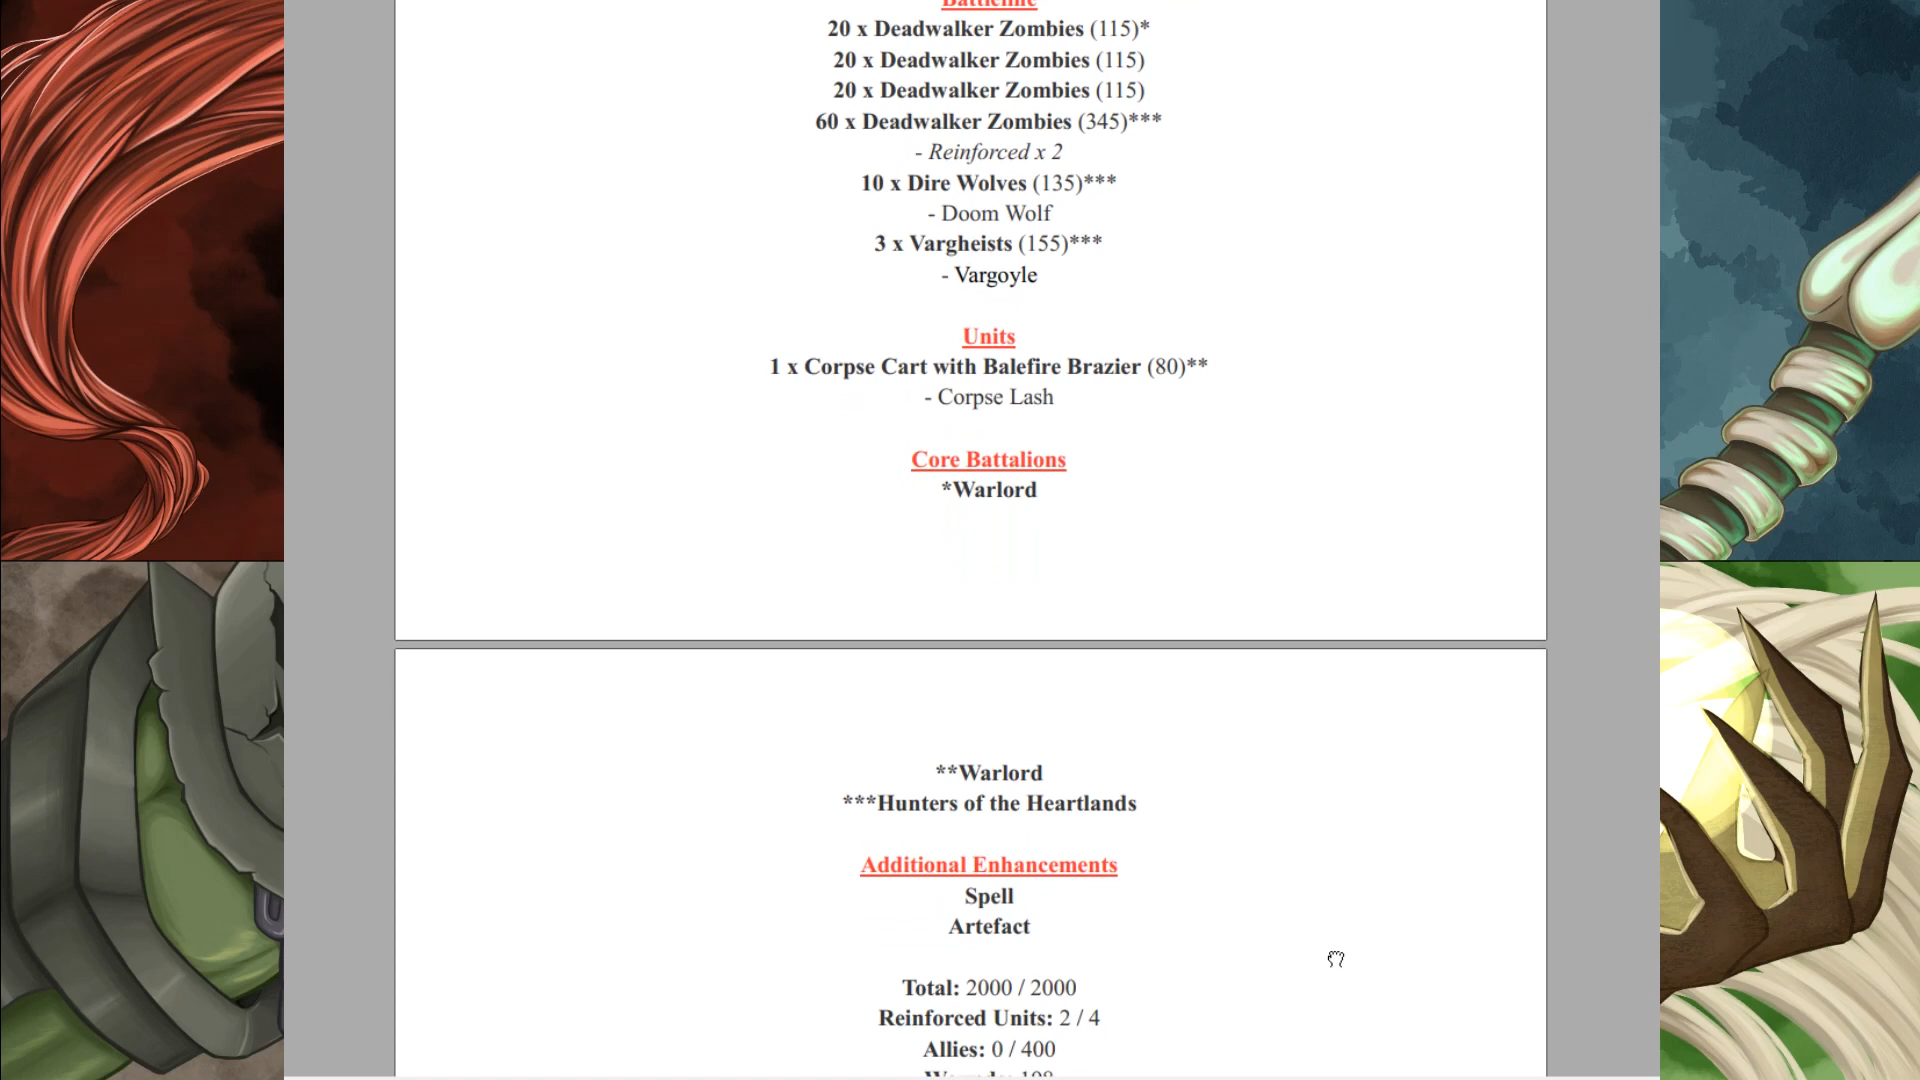 Battleline
20 x Deadwalker Zombies (115)*
20 x Deadwalker Zombies (115)
20 x Deadwalker Zombies (115)
60 x Deadwalker Zombies (345)***
- Reinforced x 2
10 x Dire Wolves (135)***
- Doom Wolf
3 x Vargheists (155)***
- Vargoyle
Units
1 x Corpse Cart with Balefire Brazier (80)**
- Corpse Lash
Core Battalions
*Warlord
**Warlord
***Hunters of the Heartlands
Additional Enhancements
Spell
Artefact
Total: 2000 / 2000
Reinforced Units: 2 / 4
Allies: 0 / 400